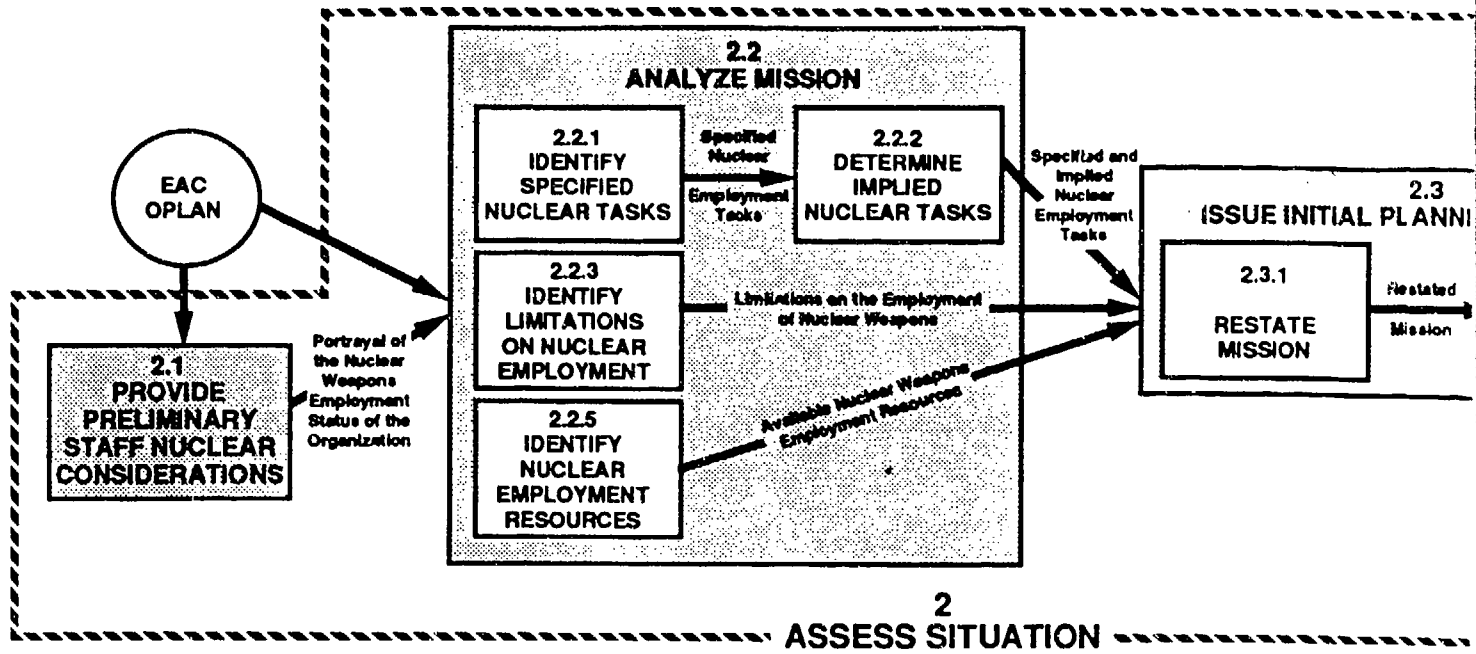 EAC
OPLAN
2.1
PROVIDE
PRELIMINARY
STAFF NUCLEAR
CONSIDERATIONS
Portrayal of
the Nuclear
Weapons
Employment
Status of the
Organization
2.2
ANALYZE MISSION
2.2.1
IDENTIFY
SPECIFIED
NUCLEAR TASKS
Specified
Nuclear
Employment
Tasks
2.2.2
DETERMINE
IMPLIED
NUCLEAR TASKS
Specified and
Implied
Nuclear
Employment
Tasks
2.2.3
IDENTIFY
LIMITATIONS
ON NUCLEAR
EMPLOYMENT
Limitations on the Employment
of Nuclear Weapons
2.2.5
IDENTIFY
NUCLEAR
EMPLOYMENT
RESOURCES
Available Nuclear Weapons
Employment Resources
2.3
ISSUE INITIAL PLANNI
2.3.1
RESTATE
MISSION
Restated
Mission
2
ASSESS SITUATION